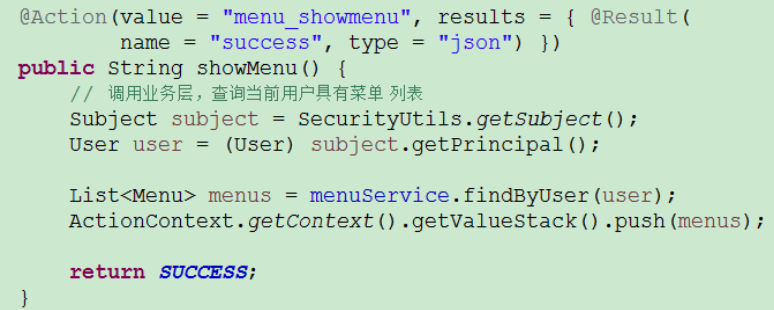 @Action(value = "menu_showmenu", results = { @Result(
name = "success", type = "json") })
public String showMenu() {
// 调用业务层，查询当前用户具有菜单 列表
Subject subject = SecurityUtils.getSubject();
User user = (User) subject.getPrincipal();
List<Menu> menus = menuService.findByUser(user);
ActionContext.getContext().getValueStack().push(menus);
return SUCCESS;
}